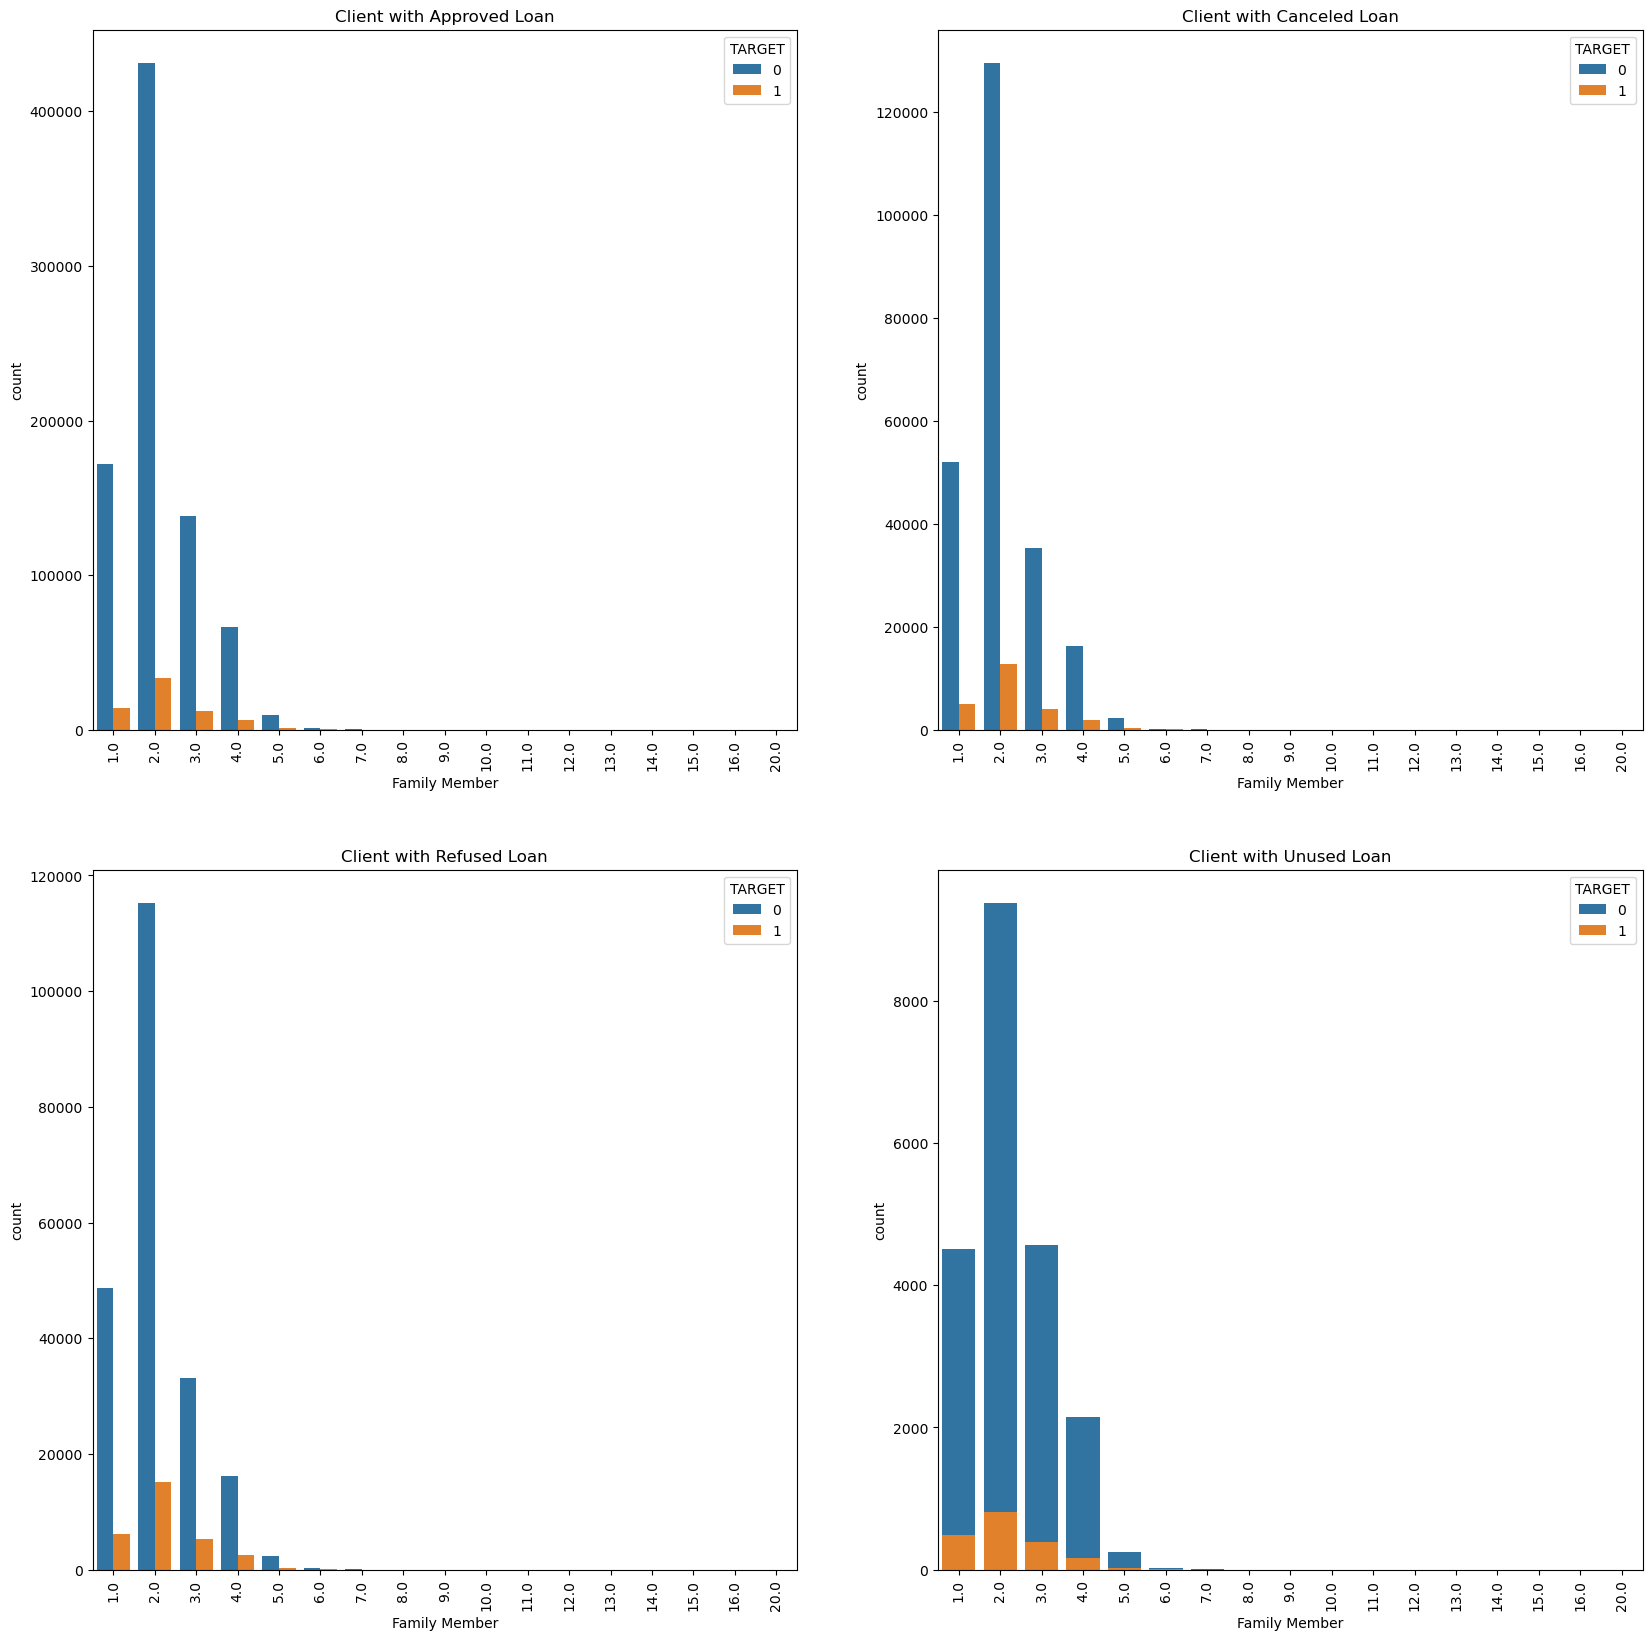 Client with Approved Loan
TARGET
0
1
400000
300000
200000
100000
0
count
1.0 2.0 3.0 4.0 5.0 6.0 7.0 8.0 9.0 10.0 11.0 12.0 13.0 14.0 15.0 16.0 20.0
Family Member
Client with Canceled Loan
TARGET
0
1
120000
100000
80000
60000
40000
20000
0
count
1.0 2.0 3.0 4.0 5.0 6.0 7.0 8.0 9.0 10.0 11.0 12.0 13.0 14.0 15.0 16.0 20.0
Family Member
Client with Refused Loan
TARGET
0
1
120000
100000
80000
60000
40000
20000
0
count
1.0 2.0 3.0 4.0 5.0 6.0 7.0 8.0 9.0 10.0 11.0 12.0 13.0 14.0 15.0 16.0 20.0
Family Member
Client with Unused Loan
TARGET
0
1
8000
6000
4000
2000
0
count
1.0 2.0 3.0 4.0 5.0 6.0 7.0 8.0 9.0 10.0 11.0 12.0 13.0 14.0 15.0 16.0 20.0
Family Member